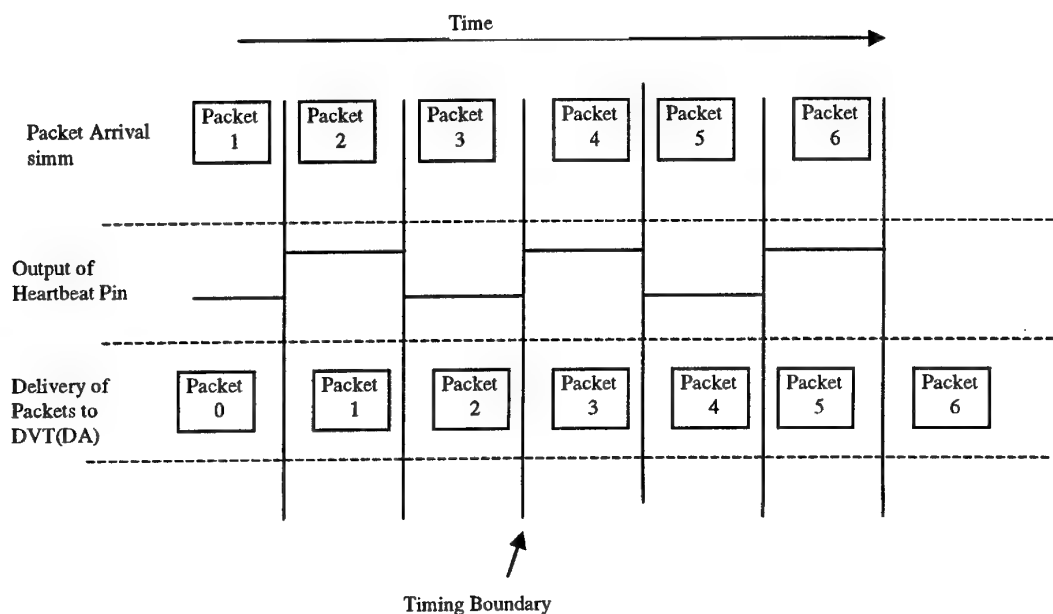 Time
Packet Arrival
simm
Packet
1
Packet
2
Packet
3
Packet
4
Packet
5
Packet
6
Output of
Heartbeat Pin
Delivery of
Packets to
DVT(DA)
Packet
0
Packet
1
Packet
2
Packet
3
Packet
4
Packet
5
Packet
6
Timing Boundary